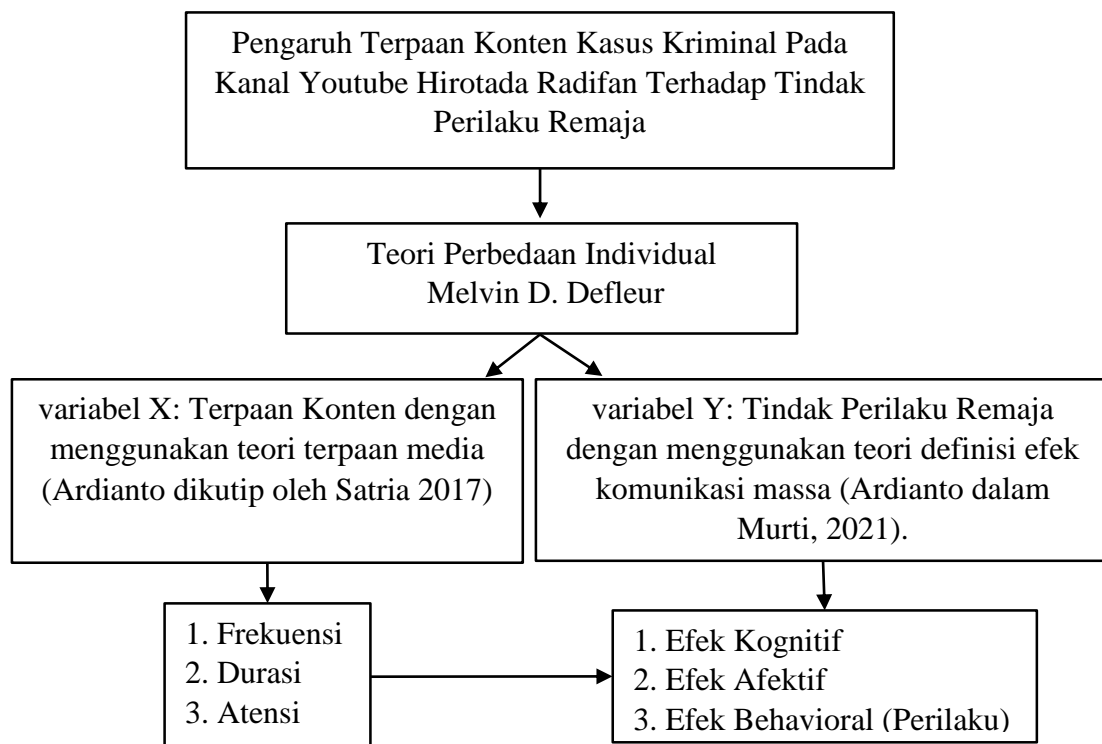 Pengaruh Terpaan Konten Kasus Kriminal Pada
Kanal Youtube Hirotada Radifan Terhadap Tindak
Perilaku Remaja
Teori Perbedaan Individual
Melvin D. Defleur
variabel X: Terpaan Konten dengan
menggunakan teori terpaan media
(Ardianto dikutip oleh Satria 2017)
variabel Y: Tindak Perilaku Remaja
dengan menggunakan teori definisi efek
komunikasi massa (Ardianto dalam
Murti, 2021).
1. Frekuensi
2. Durasi
3. Atensi
1. Efek Kognitif
2. Efek Afektif
3. Efek Behavioral (Perilaku)